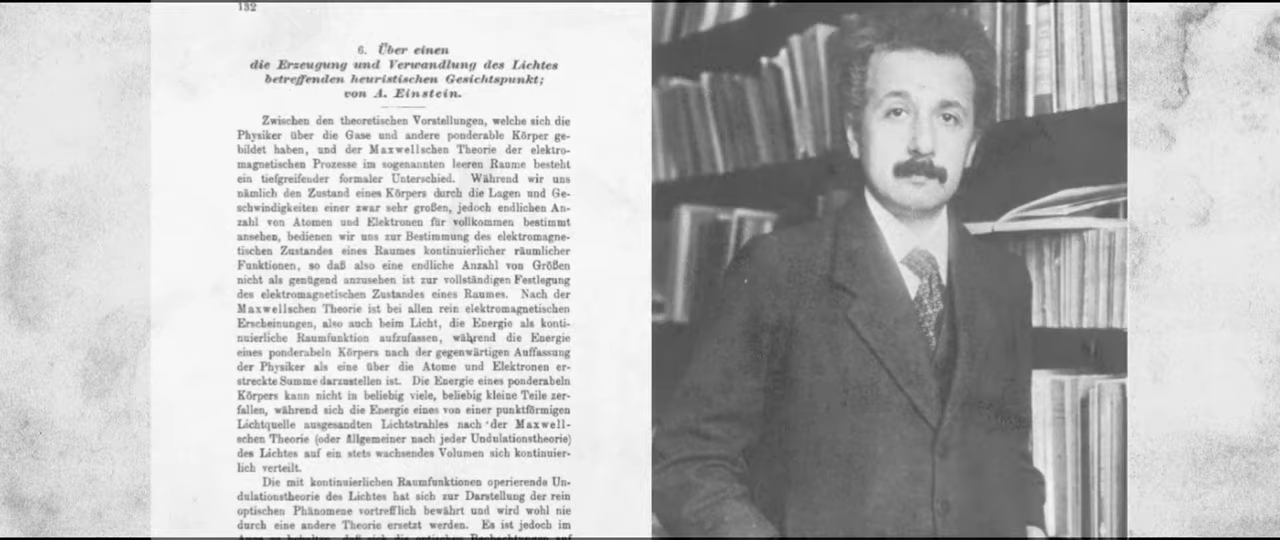 132
6. Über einen
die Erzeugung und Verwandlung des Lichtes
betreffenden heuristischen Gesichtspunkt;
von A. Einstein.
Zwischen den theoretischen Vorstellungen, welche sich die
Physiker über die Gase und andere ponderable Körper ge-
bildet haben, und der Maxwellschen Theorie der elektro-
magnetischen Prozesse im sogenannten leeren Raume besteht
ein tiefgreifender formaler Unterschied. Während wir uns
nämlich den Zustand eines Körpers durch die Lagen und Ge-
schwindigkeiten einer zwar sehr großen, jedoch endlichen An-
zahl von Atomen und Elektronen für vollkommen bestimmt
ansehen, bedienen wir uns zur Bestimmung des elektromagne-
tischen Zustandes eines Raumes kontinuierlicher räumlicher
Funktionen, so daß also eine endliche Anzahl von Größen
nicht als genügend anzusehen ist zur vollständigen Festlegung
des elektromagnetischen Zustandes eines Raumes. Nach der
Maxwellschen Theorie ist bei allen rein elektromagnetischen
Erscheinungen, also auch beim Licht, die Energie als konti-
nuierliche Raumfunktion aufzufassen, während die Energie
eines ponderabeln Körpers nach der gegenwärtigen Auffassung
der Physiker als eine über die Atome und Elektronen er-
streckte Summe darzustellen ist. Die Energie eines ponderabeln
Körpers kann nicht in beliebig viele, beliebig kleine Teile zer-
fallen, während sich die Energie eines von einer punktförmigen
Lichtquelle ausgesandten Lichtstrahles nach der Maxwell-
schen Theorie (oder allgemeiner nach jeder Undulationstheorie)
des Lichtes auf ein stets wachsendes Volumen sich kontinuier-
lich verteilt.
Die mit kontinuierlichen Raumfunktionen operierende Un-
dulationstheorie des Lichtes hat sich zur Darstellung der rein
optischen Phänomene vortrefflich bewährt und wird wohl nie
durch eine andere Theorie ersetzt werden. Es ist jedoch im